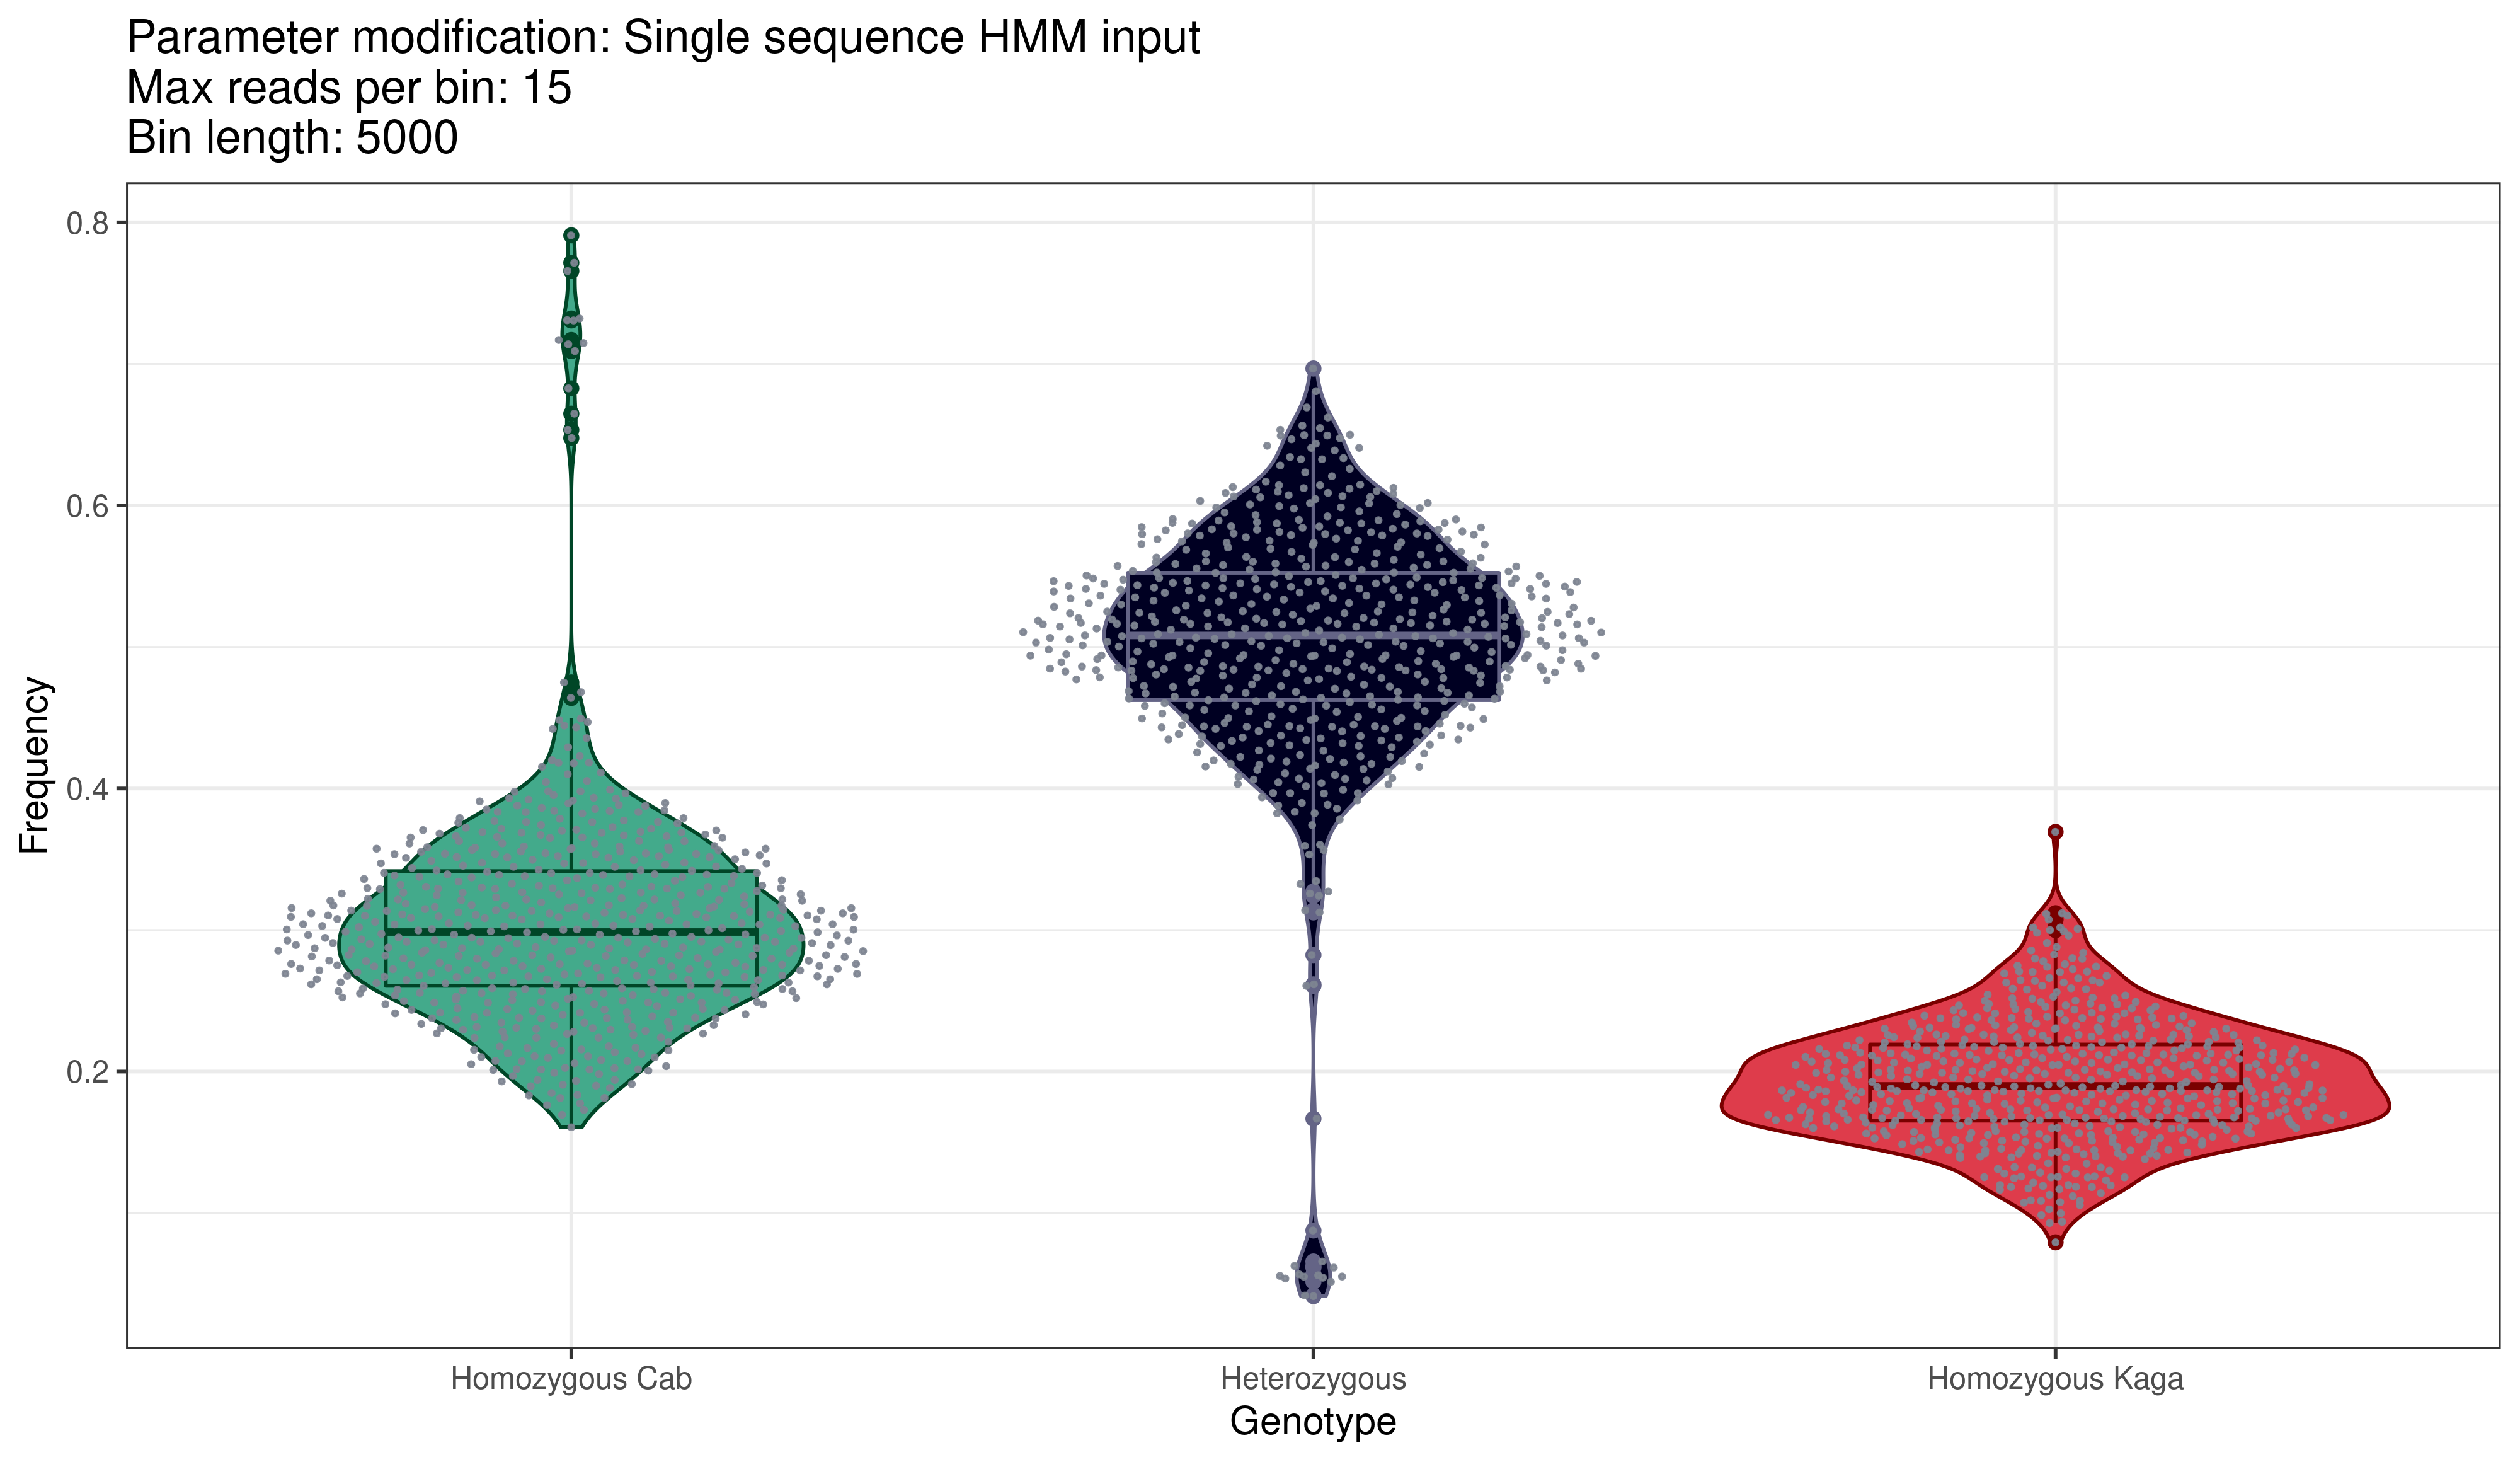 Parameter modification: Single sequence HMM input
Max reads per bin: 15
Bin length: 5000
0.8
0.6
0.4
0.2
Frequency
Homozygous Cab
Heterozygous
Homozygous Kaga
Genotype